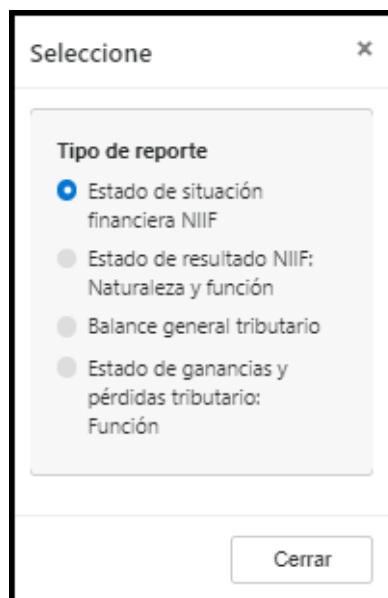 Seleccione
×
Tipo de reporte
Estado de situación
financiera NIIF
Estado de resultado NIIF:
Naturaleza y función
Balance general tributario
Estado de ganancias y
pérdidas tributario:
Función
Cerrar